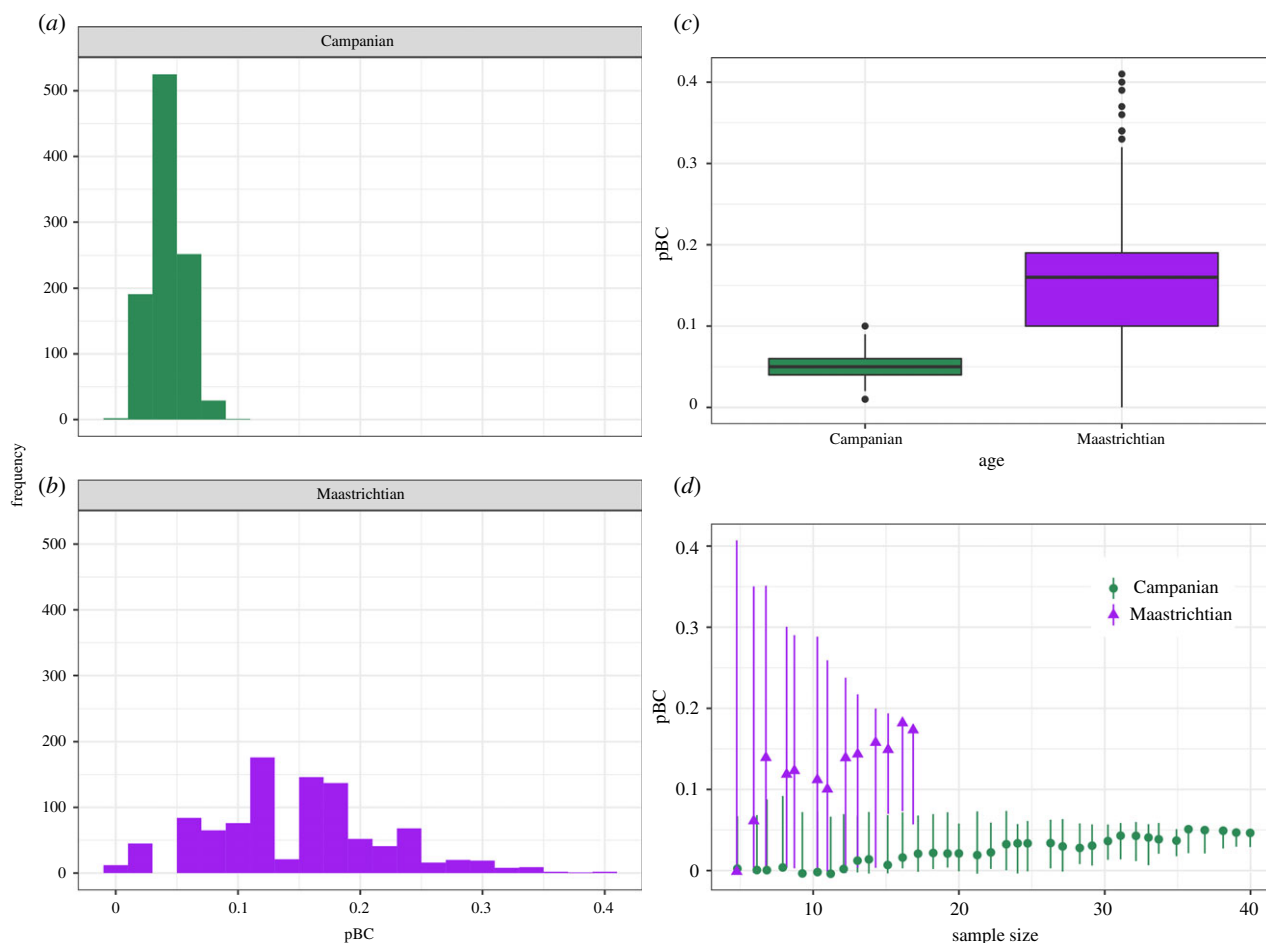 (a)
Campanian
500
400
300
200
100
0
frequency
(b)
Maastrichtian
500
400
300
200
100
0
0 0.1 0.2 0.3 0.4
pBC
(c)
0.4
0.3
0.2
0.1
0
pBC
Campanian Maastrichtian
age
(d)
0.4
0.3
0.2
0.1
0
pBC
Campanian
Maastrichtian
10 20 30 40
sample size